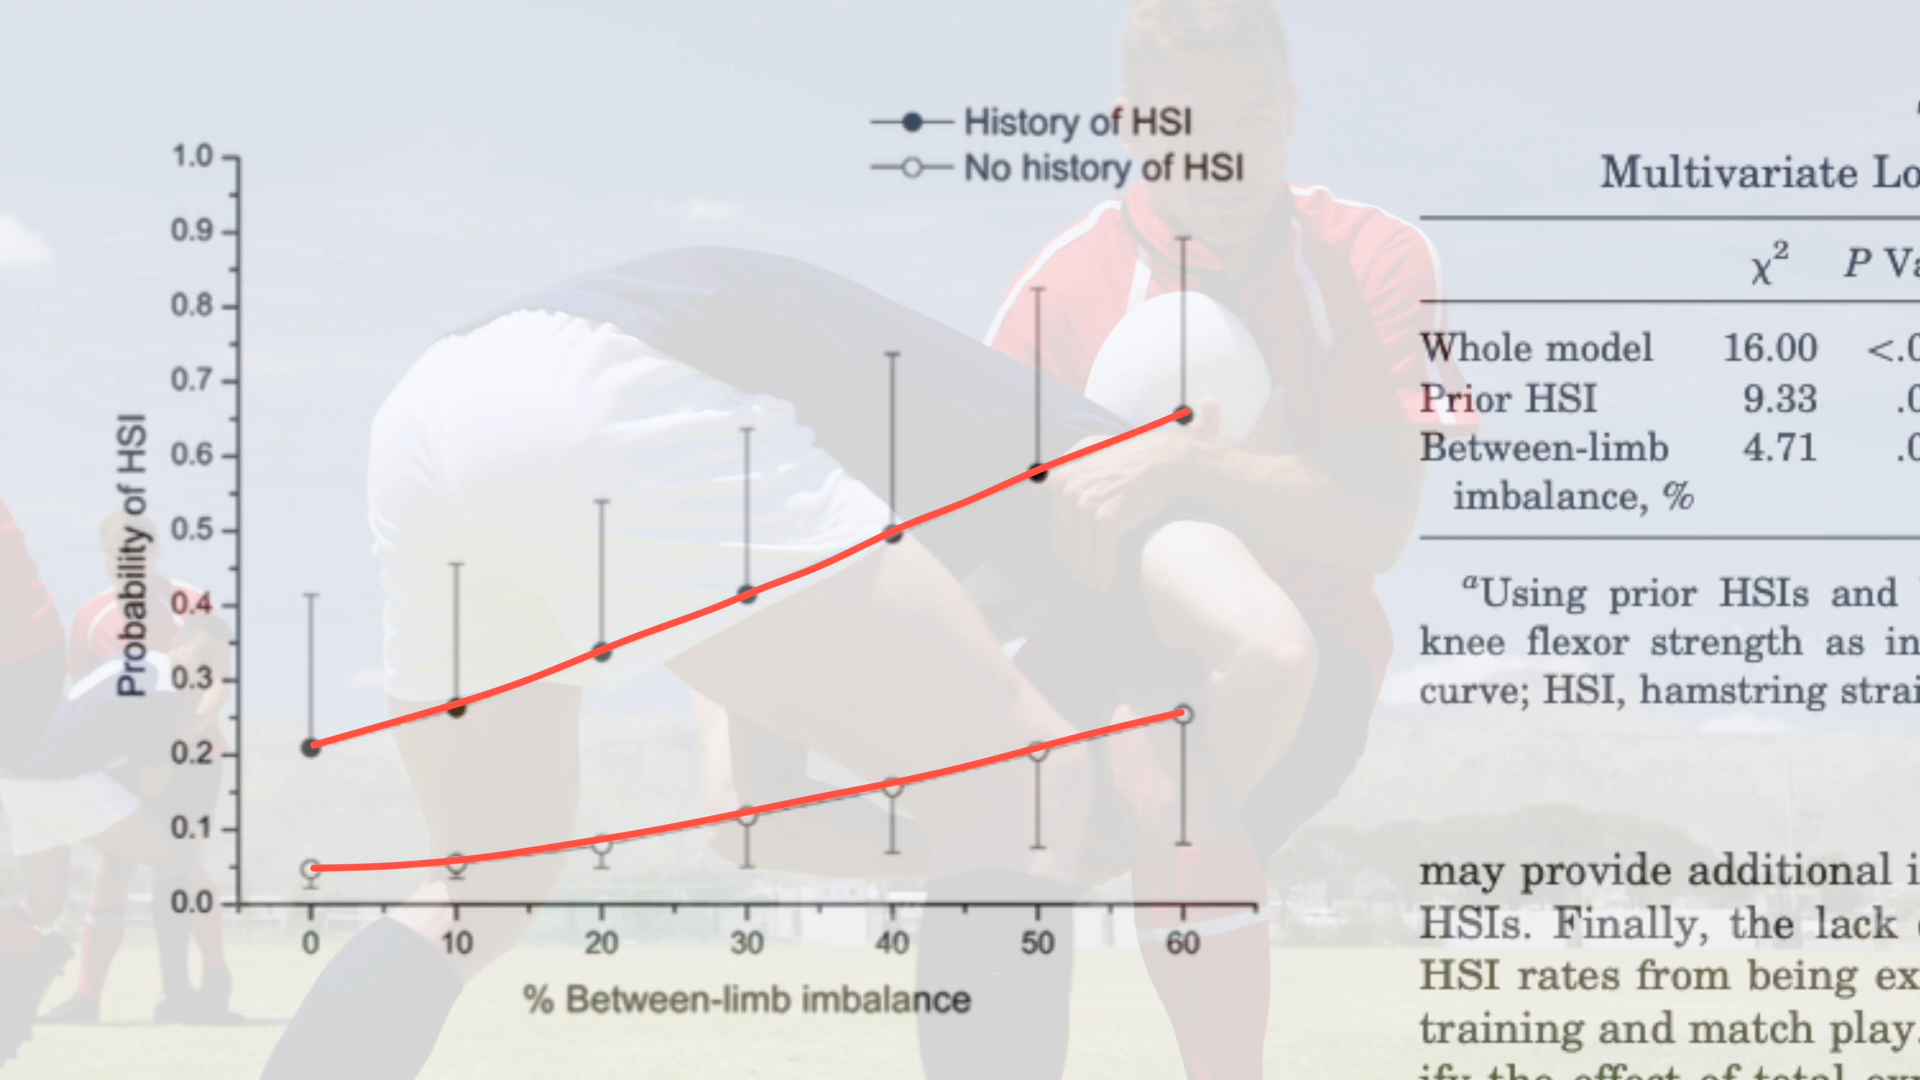 History of HSI
No history of HSI
1.0
0.9
0.8
0.7
0.6
0.5
0.4
0.3
0.2
0.1
0.0
Probability of HSI
0 10 20 30 40 50 60
% Between-limb imbalance
Multivariate
χ² P
Whole model 16.00
Prior HSI 9.33
Between-limb 4.71
imbalance, %
ᵃUsing prior HSIs and
knee flexor strength as
curve; HSI, hamstring
may provide additional
HSIs. Finally, the lack
HSI rates from being
training and match play.